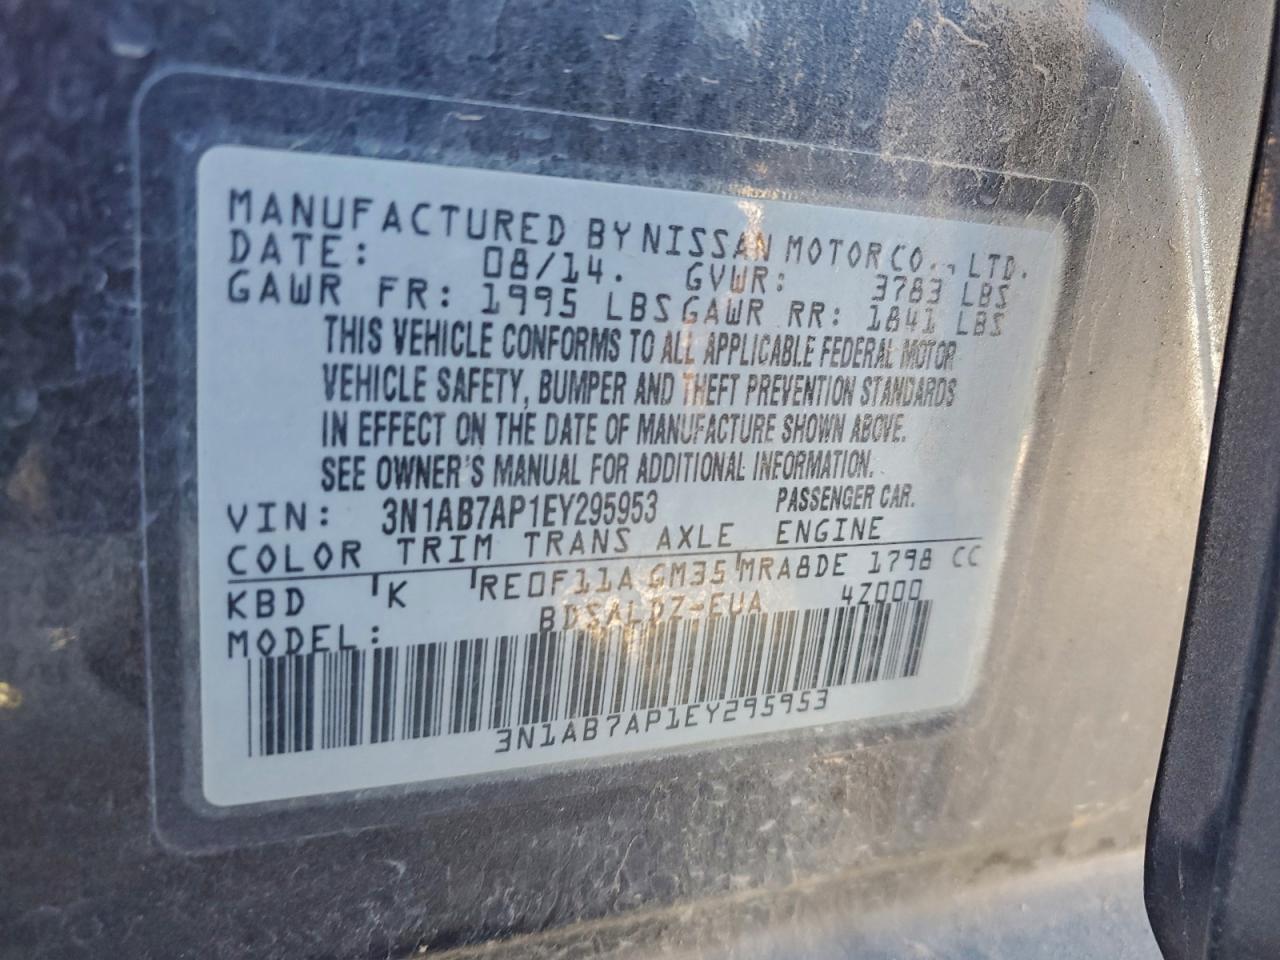 MANUFACTURED BY NISSAN MOTOR CO., LTD.
DATE: 08/14. GVWR: 3783 LBS
GAWR FR: 1995 LBS GAWR RR: 1841 LBS
THIS VEHICLE CONFORMS TO ALL APPLICABLE FEDERAL MOTOR
VEHICLE SAFETY, BUMPER AND THEFT PREVENTION STANDARDS
IN EFFECT ON THE DATE OF MANUFACTURE SHOWN ABOVE.
SEE OWNER'S MANUAL FOR ADDITIONAL INFORMATION.
VIN: 3N1AB7AP1EY295953 PASSENGER CAR.
COLOR TRIM TRANS AXLE ENGINE
KBD K RE0F11A GM35 MRA8DE 1798 CC
MODEL: BDSALDZ-EUA 4Z000
3N1AB7AP1EY295953